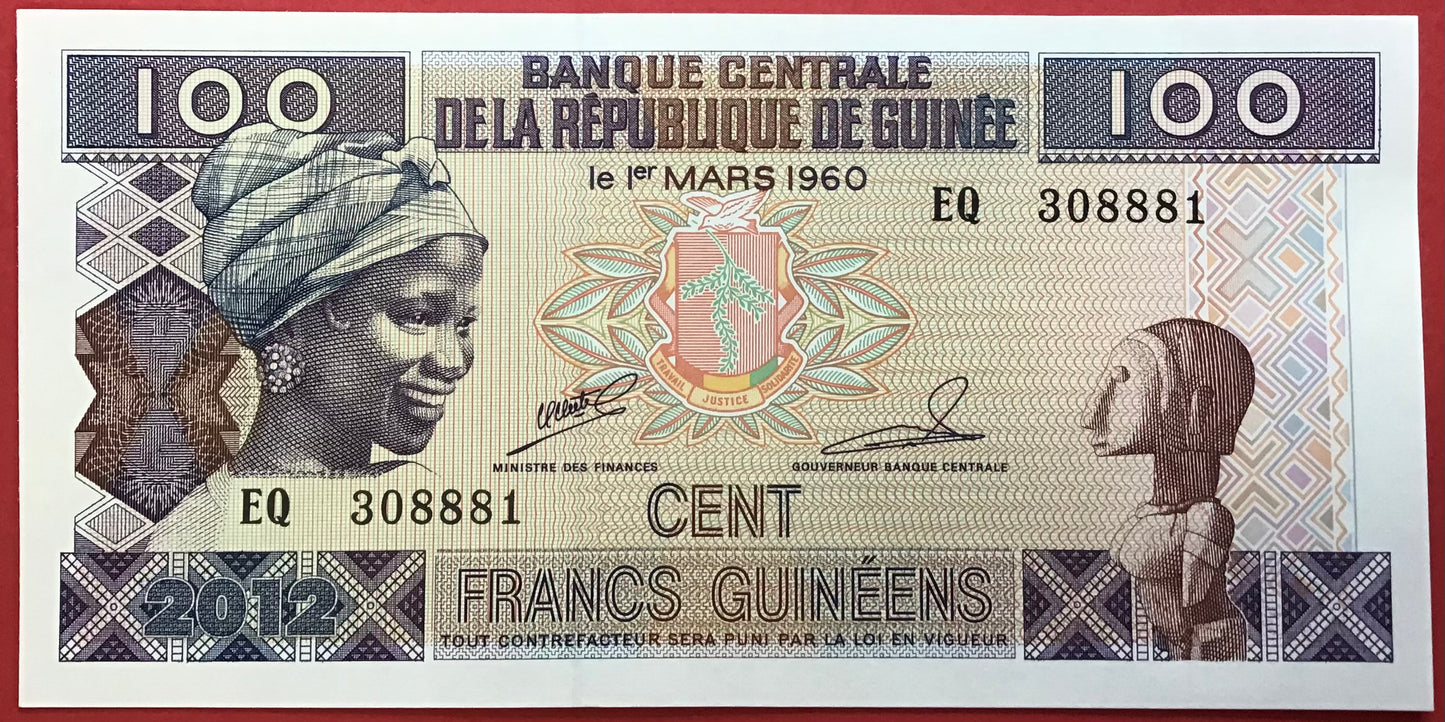 100
BANQUE CENTRALE
DE LA RÉPUBLIQUE DE GUINÉE
100
le 1er MARS 1960
EQ 308881
TRAVAIL JUSTICE SOLIDARITÉ
MINISTRE DES FINANCES
GOUVERNEUR BANQUE CENTRALE
EQ 308881
CENT
FRANCS GUINÉENS
2012
TOUT CONTREFACTEUR SERA PUNI PAR LA LOI EN VIGUEUR